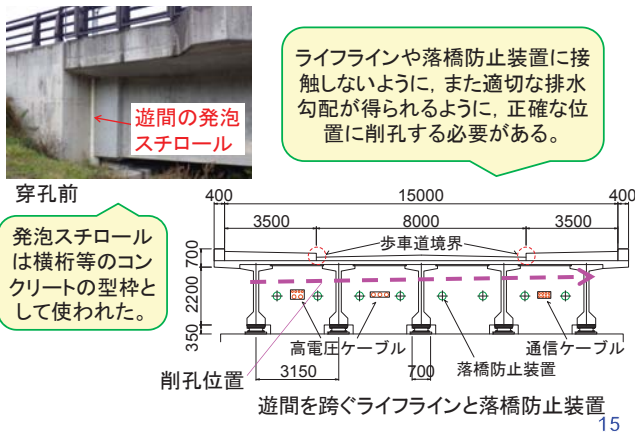 遊間の発泡
スチロール
穿孔前
ライフラインや落橋防止装置に接
触しないように，また適切な排水
勾配が得られるように，正確な位
置に削孔する必要がある。
発泡スチロール
は横桁等のコン
クリートの型枠と
して使われた。
400
15000
400
3500
8000
3500
歩車道境界
700
2200
350
高電圧ケーブル
通信ケーブル
落橋防止装置
削孔位置
3150
700
遊間を跨ぐライフラインと落橋防止装置
15